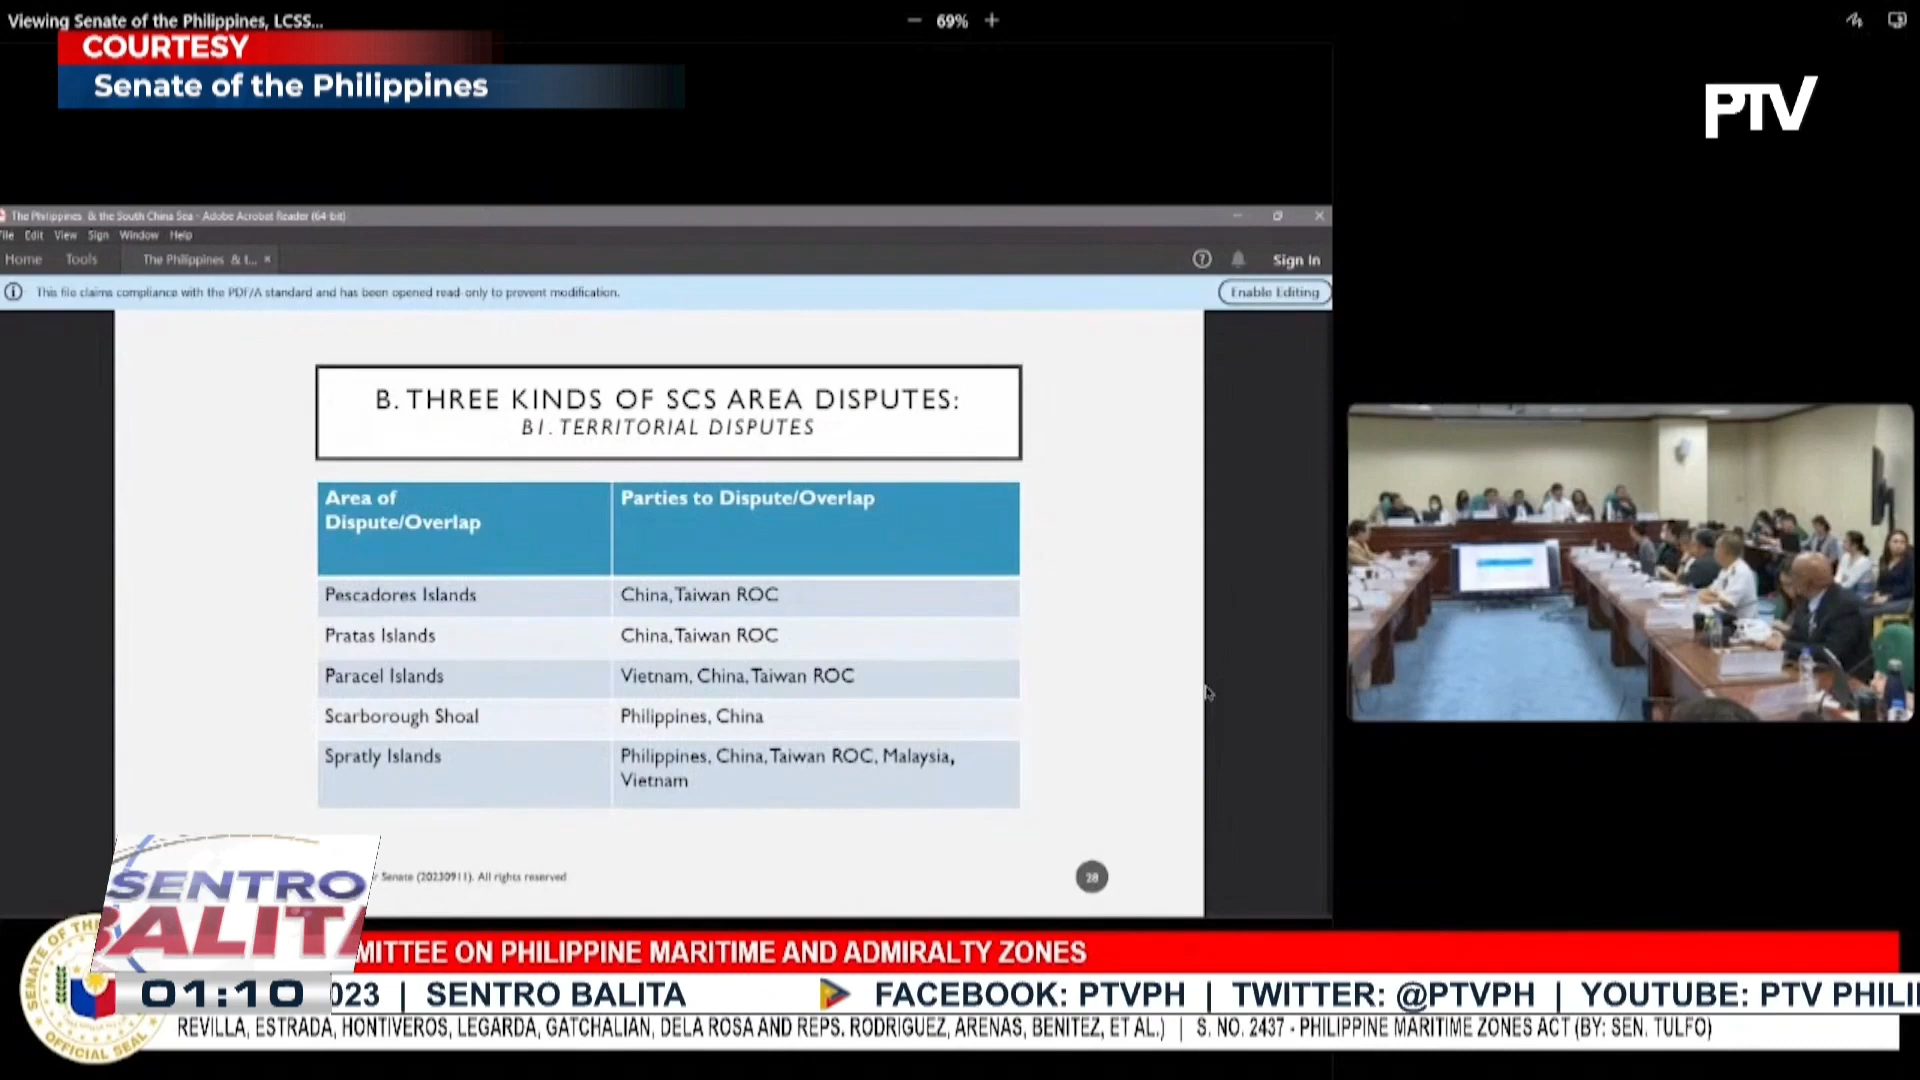 Viewing Senate of the Philippines, LCSS...
69%
COURTESY
Senate of the Philippines
PTV
The Philippines & the South China Sea - Adobe Acrobat Reader (64-bit)
File Edit View Sign Window Help
Home Tools The Philippines & t... ×
Sign In
This file claims compliance with the PDF/A standard and has been opened read-only to prevent modification.
Enable Editing
B. THREE KINDS OF SCS AREA DISPUTES:
B1. TERRITORIAL DISPUTES
Area of
Dispute/Overlap
Parties to Dispute/Overlap
Pescadores Islands
China, Taiwan ROC
Pratas Islands
China, Taiwan ROC
Paracel Islands
Vietnam, China, Taiwan ROC
Scarborough Shoal
Philippines, China
Spratly Islands
Philippines, China, Taiwan ROC, Malaysia,
Vietnam
Senate (20230911). All rights reserved
28
SENTRO
BALITA
MITTEE ON PHILIPPINE MARITIME AND ADMIRALTY ZONES
01:10
023 | SENTRO BALITA FACEBOOK: PTVPH | TWITTER: @PTVPH | YOUTUBE: PTV PHILI
REVILLA, ESTRADA, HONTIVEROS, LEGARDA, GATCHALIAN, DELA ROSA AND REPS. RODRIGUEZ, ARENAS, BENITEZ, ET AL.) | S. NO. 2437 - PHILIPPINE MARITIME ZONES ACT (BY: SEN. TULFO)
SENATE OF THE
OFFICIAL SEAL